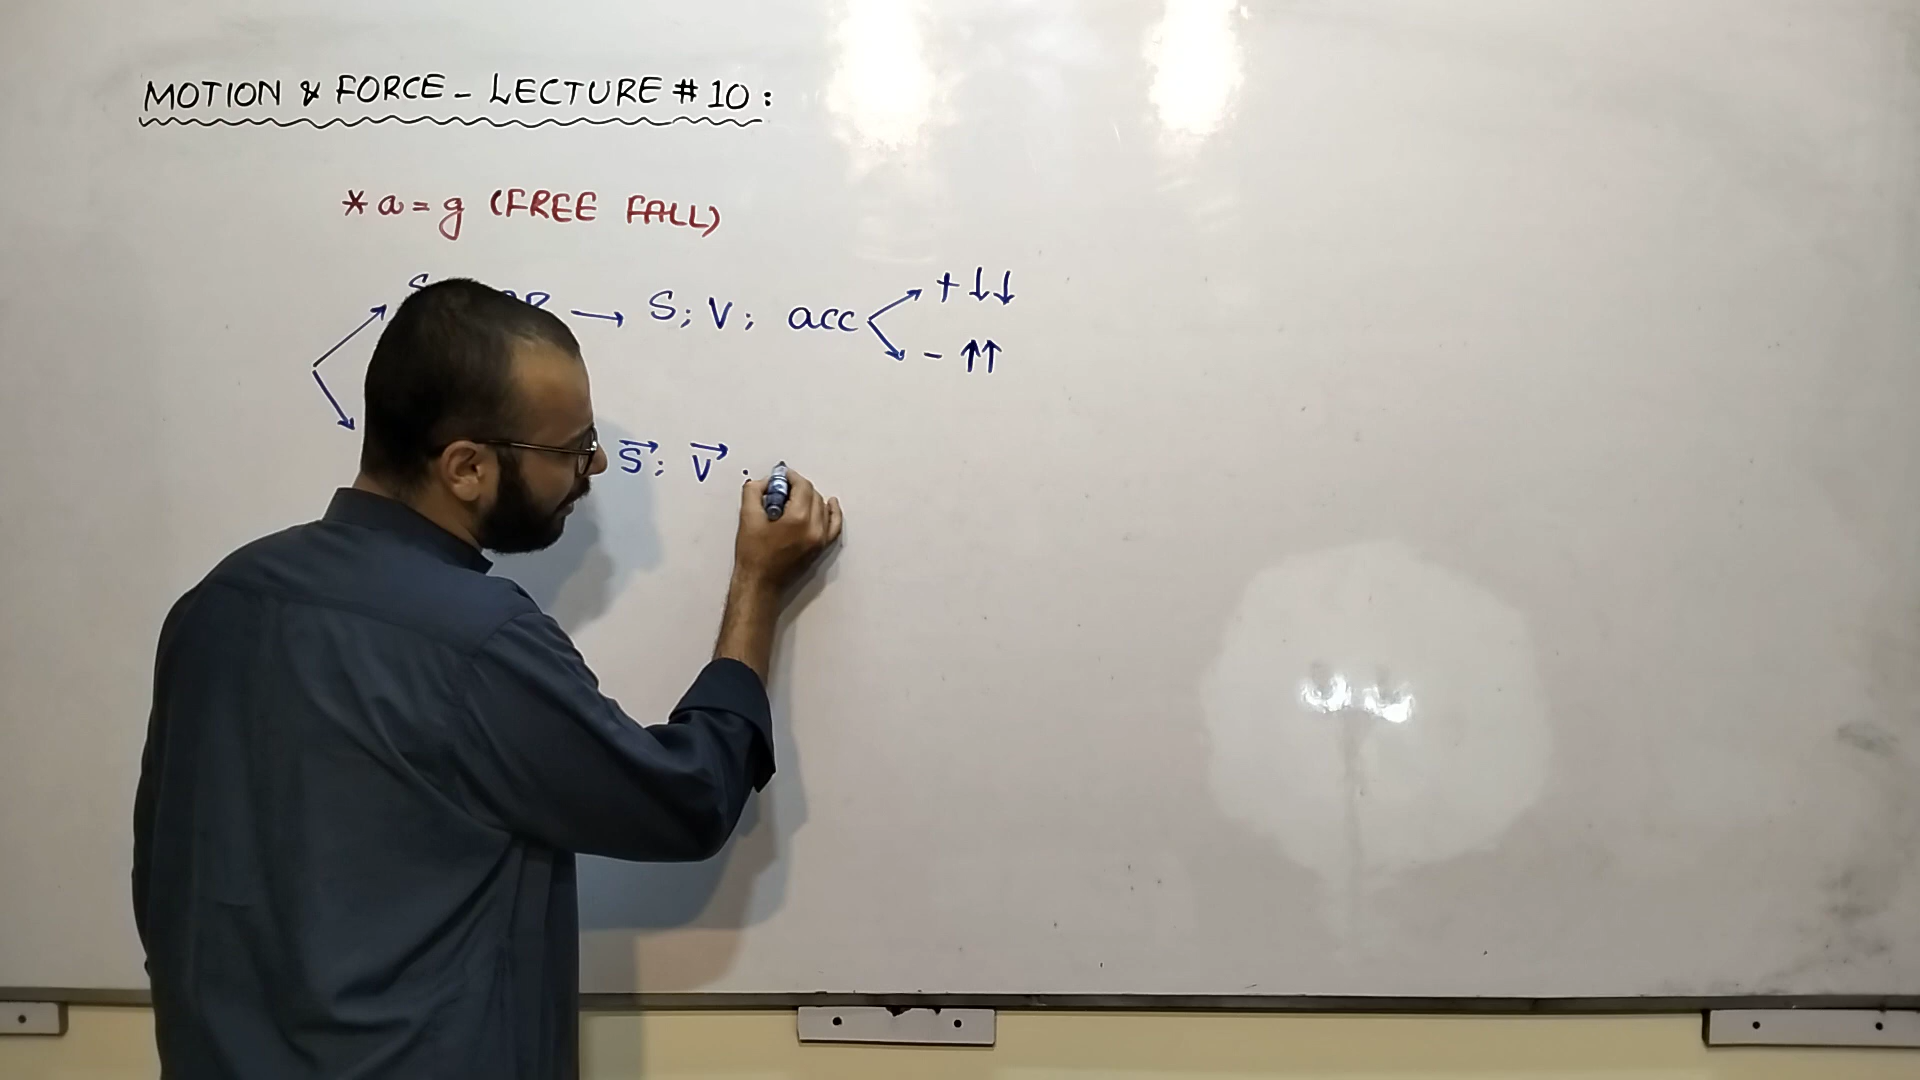 MOTION & FORCE - LECTURE # 10 :
* a = g (FREE FALL)
→ S ; V ; acc + ↓↓
- ↑↑
S⃗ ; V⃗ ;